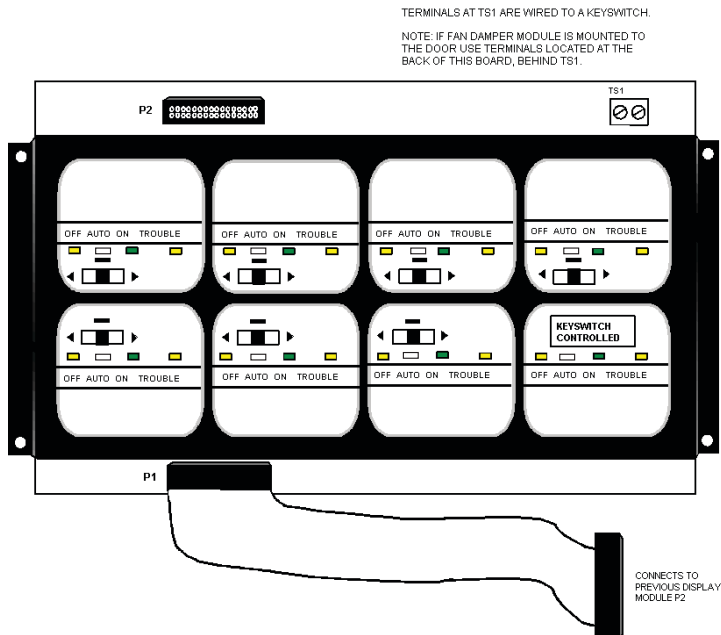 TERMINALS AT TS1 ARE WIRED TO A KEYSWITCH.
NOTE: IF FAN DAMPER MODULE IS MOUNTED TO
THE DOOR USE TERMINALS LOCATED AT THE
BACK OF THIS BOARD, BEHIND TS1.
TS1
P2
OFF AUTO ON TROUBLE
OFF AUTO ON TROUBLE
OFF AUTO ON TROUBLE
OFF AUTO ON TROUBLE
KEYSWITCH
CONTROLLED
OFF AUTO ON TROUBLE
OFF AUTO ON TROUBLE
OFF AUTO ON TROUBLE
OFF AUTO ON TROUBLE
P1
CONNECTS TO
PREVIOUS DISPLAY
MODULE P2